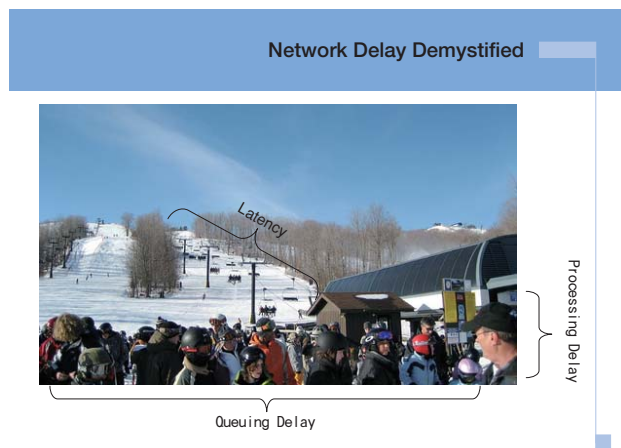 Network Delay Demystified
Latency
Processing Delay
Queuing Delay